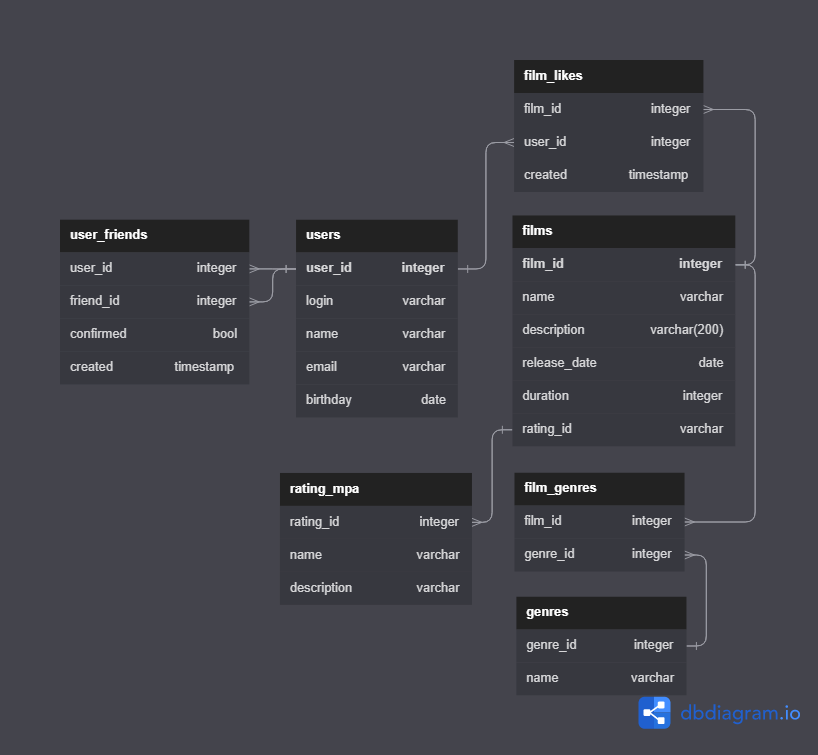 film_likes
film_id integer
user_id integer
created timestamp
user_friends
user_id integer
friend_id integer
confirmed bool
created timestamp
users
user_id integer
login varchar
name varchar
email varchar
birthday date
films
film_id integer
name varchar
description varchar(200)
release_date date
duration integer
rating_id varchar
rating_mpa
rating_id integer
name varchar
description varchar
film_genres
film_id integer
genre_id integer
genres
genre_id integer
name varchar
dbdiagram.io